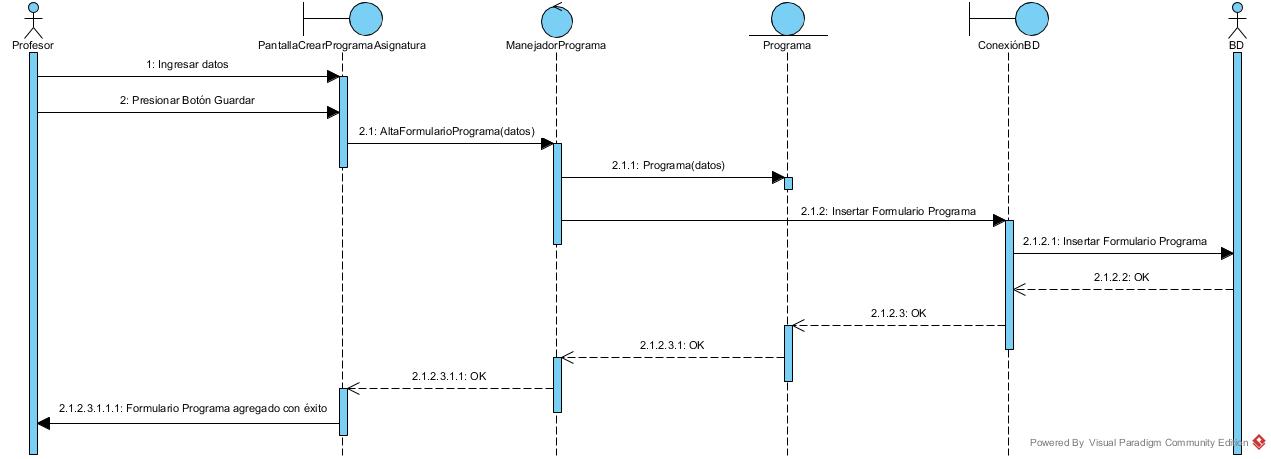 Profesor
PantallaCrearProgramaAsignatura
ManejadorPrograma
Programa
ConexiónBD
BD
1: Ingresar datos
2: Presionar Botón Guardar
2.1: AltaFormularioPrograma(datos)
2.1.1: Programa(datos)
2.1.2: Insertar Formulario Programa
2.1.2.1: Insertar Formulario Programa
2.1.2.2: OK
2.1.2.3: OK
2.1.2.3.1: OK
2.1.2.3.1.1: OK
2.1.2.3.1.1.1: Formulario Programa agregado con éxito
Powered By Visual Paradigm Community Edition